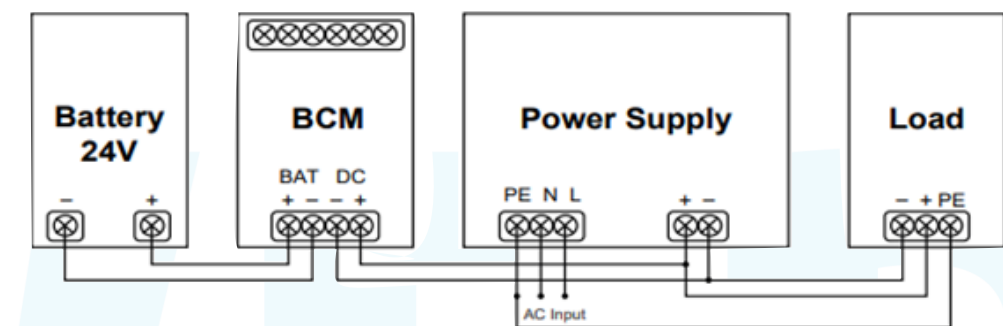 Battery
24V
- +
BCM
BAT DC
+ - - +
Power Supply
PE N L
+ -
AC Input
Load
- + PE